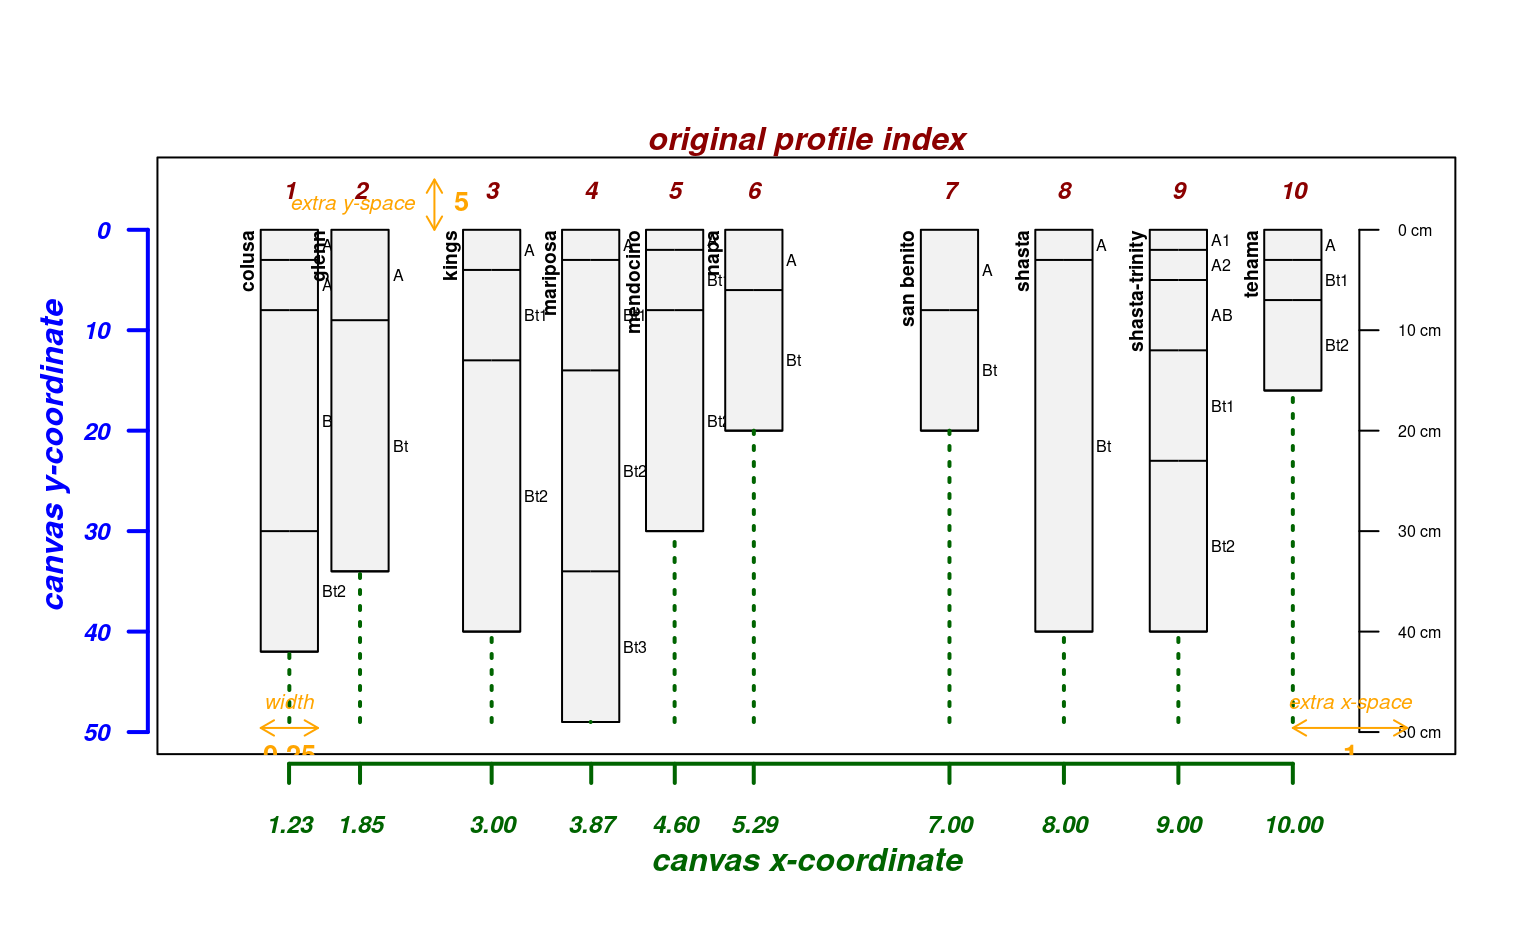 original profile index
1 2 3 4 5 6 7 8 9 10
extra y-space 5
canvas y-coordinate
0
10
20
30
40
50
colusa
A
Bt2
glenn
A
Bt
kings
A
Bt1
Bt2
mariposa
A
Bt2
Bt3
mendocino
napa
A
Bt
san benito
A
Bt
shasta
A
Bt
shasta-trinity
A1
A2
AB
Bt1
Bt2
tehama
A
Bt1
Bt2
0 cm
10 cm
20 cm
30 cm
40 cm
50 cm
width
0.25
extra x-space
1
1.23 1.85 3.00 3.87 4.60 5.29 7.00 8.00 9.00 10.00
canvas x-coordinate